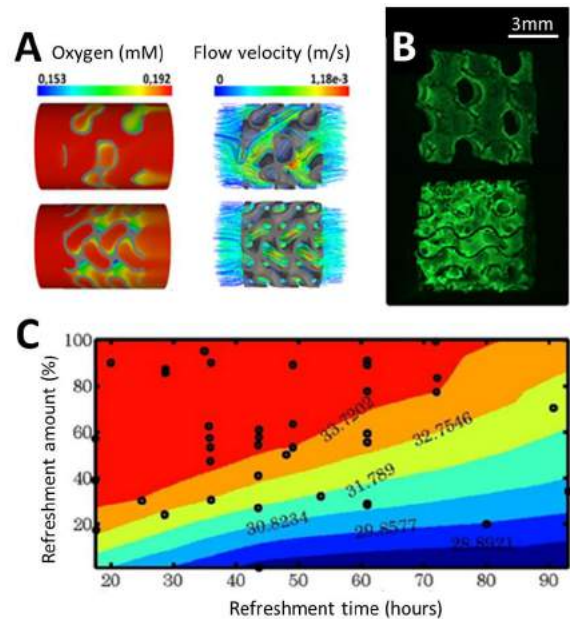 A
Oxygen (mM)
0,153
0,192
Flow velocity (m/s)
0
1,18e-3
B
3mm
C
Refreshment amount (%)
100
80
60
40
20
33.7202
32.7546
31.789
30.8234
29.8577
28.8921
20
30
40
50
60
70
80
90
Refreshment time (hours)